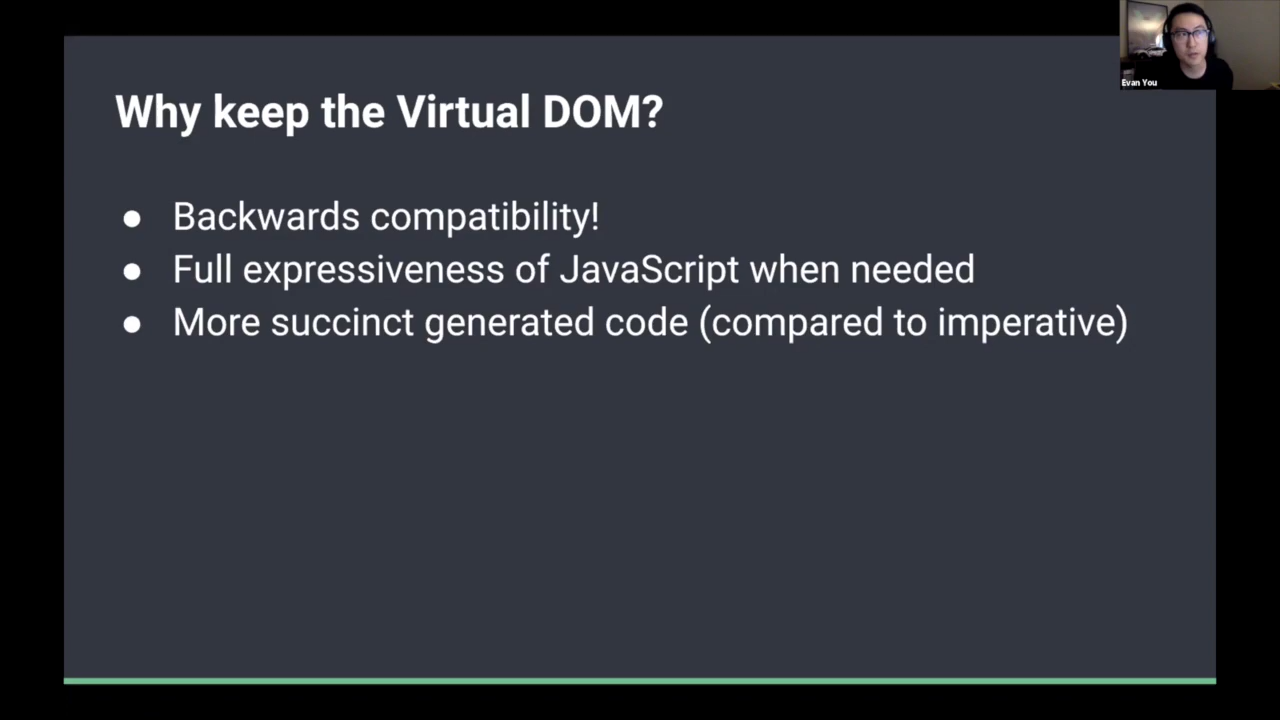 Evan You
Why keep the Virtual DOM?
● Backwards compatibility!
● Full expressiveness of JavaScript when needed
● More succinct generated code (compared to imperative)